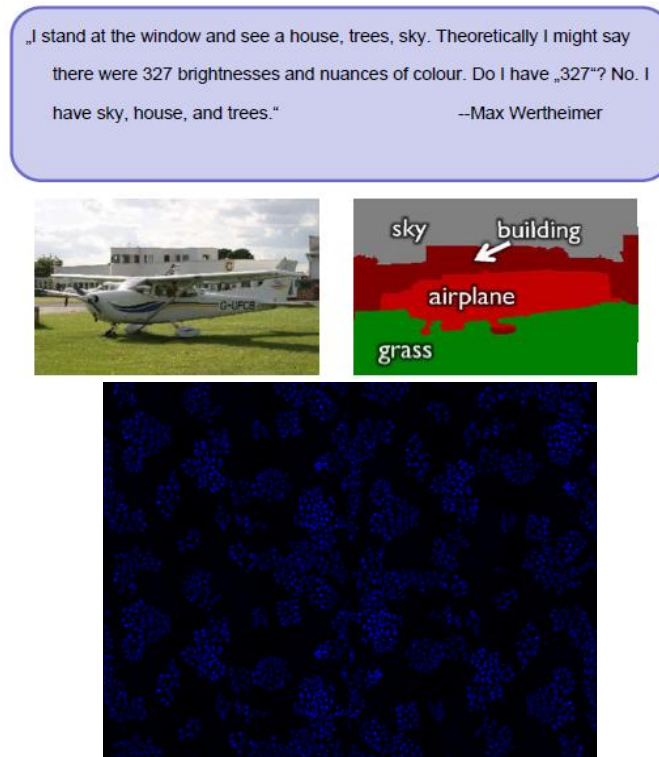 „I stand at the window and see a house, trees, sky. Theoretically I might say
there were 327 brightnesses and nuances of colour. Do I have „327“? No. I
have sky, house, and trees.“ --Max Wertheimer
sky
building
airplane
grass
G-UFCB